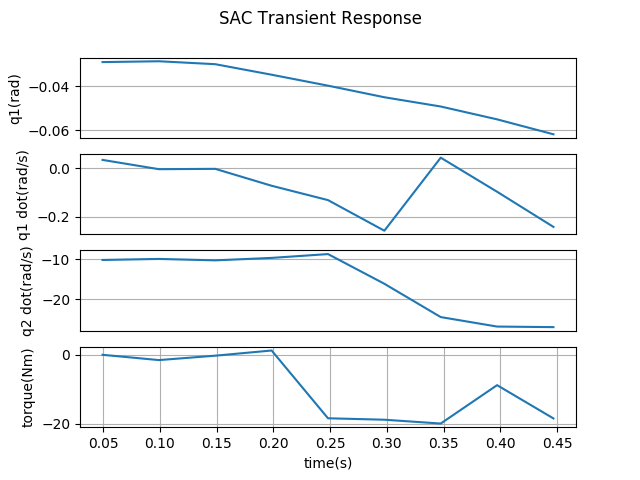 SAC Transient Response
q1(rad)
−0.04
−0.06
q1 dot(rad/s)
0.0
−0.2
q2 dot(rad/s)
−10
−20
torque(Nm)
0
−20
0.05 0.10 0.15 0.20 0.25 0.30 0.35 0.40 0.45
time(s)